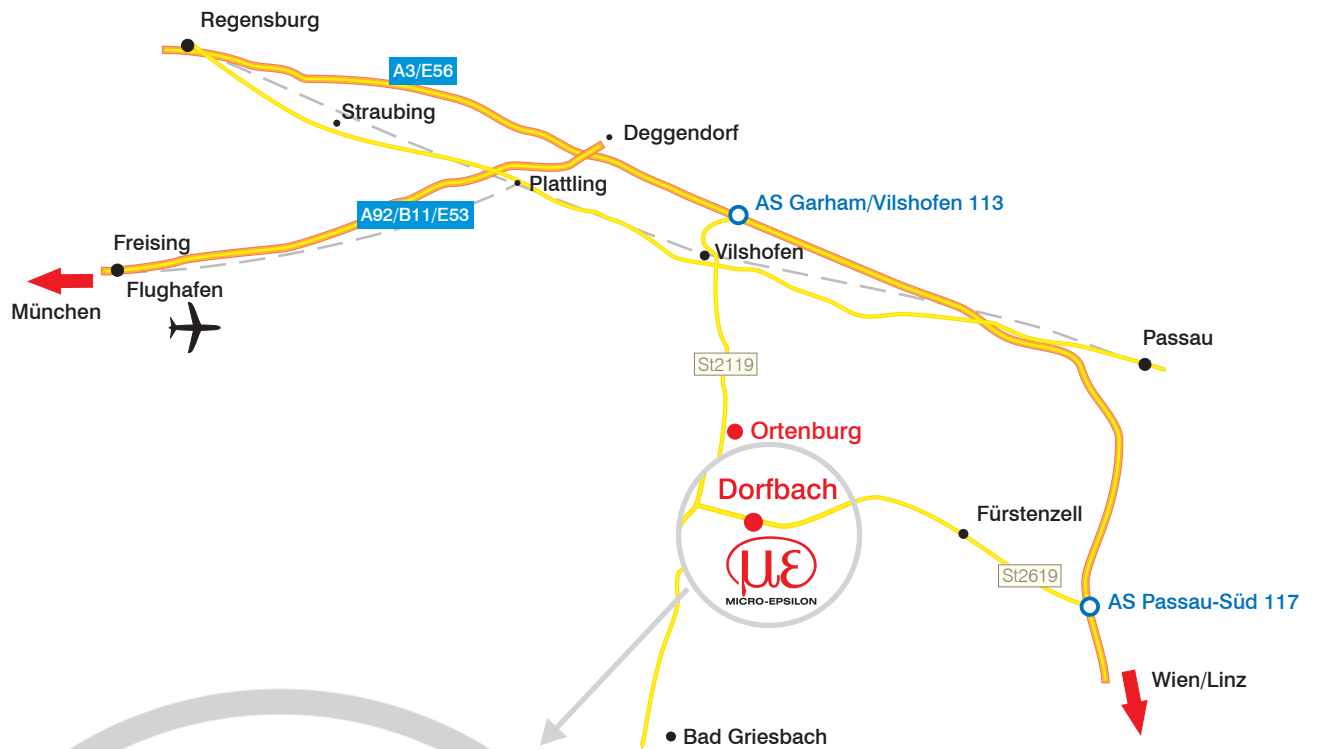 Regensburg
A3/E56
Straubing
Deggendorf
Plattling
AS Garham/Vilshofen 113
A92/B11/E53
Freising
Vilshofen
Flughafen
München
Passau
St2119
Ortenburg
Dorfbach
Fürstenzell
με
MICRO-EPSILON
St2619
AS Passau-Süd 117
Wien/Linz
Bad Griesbach